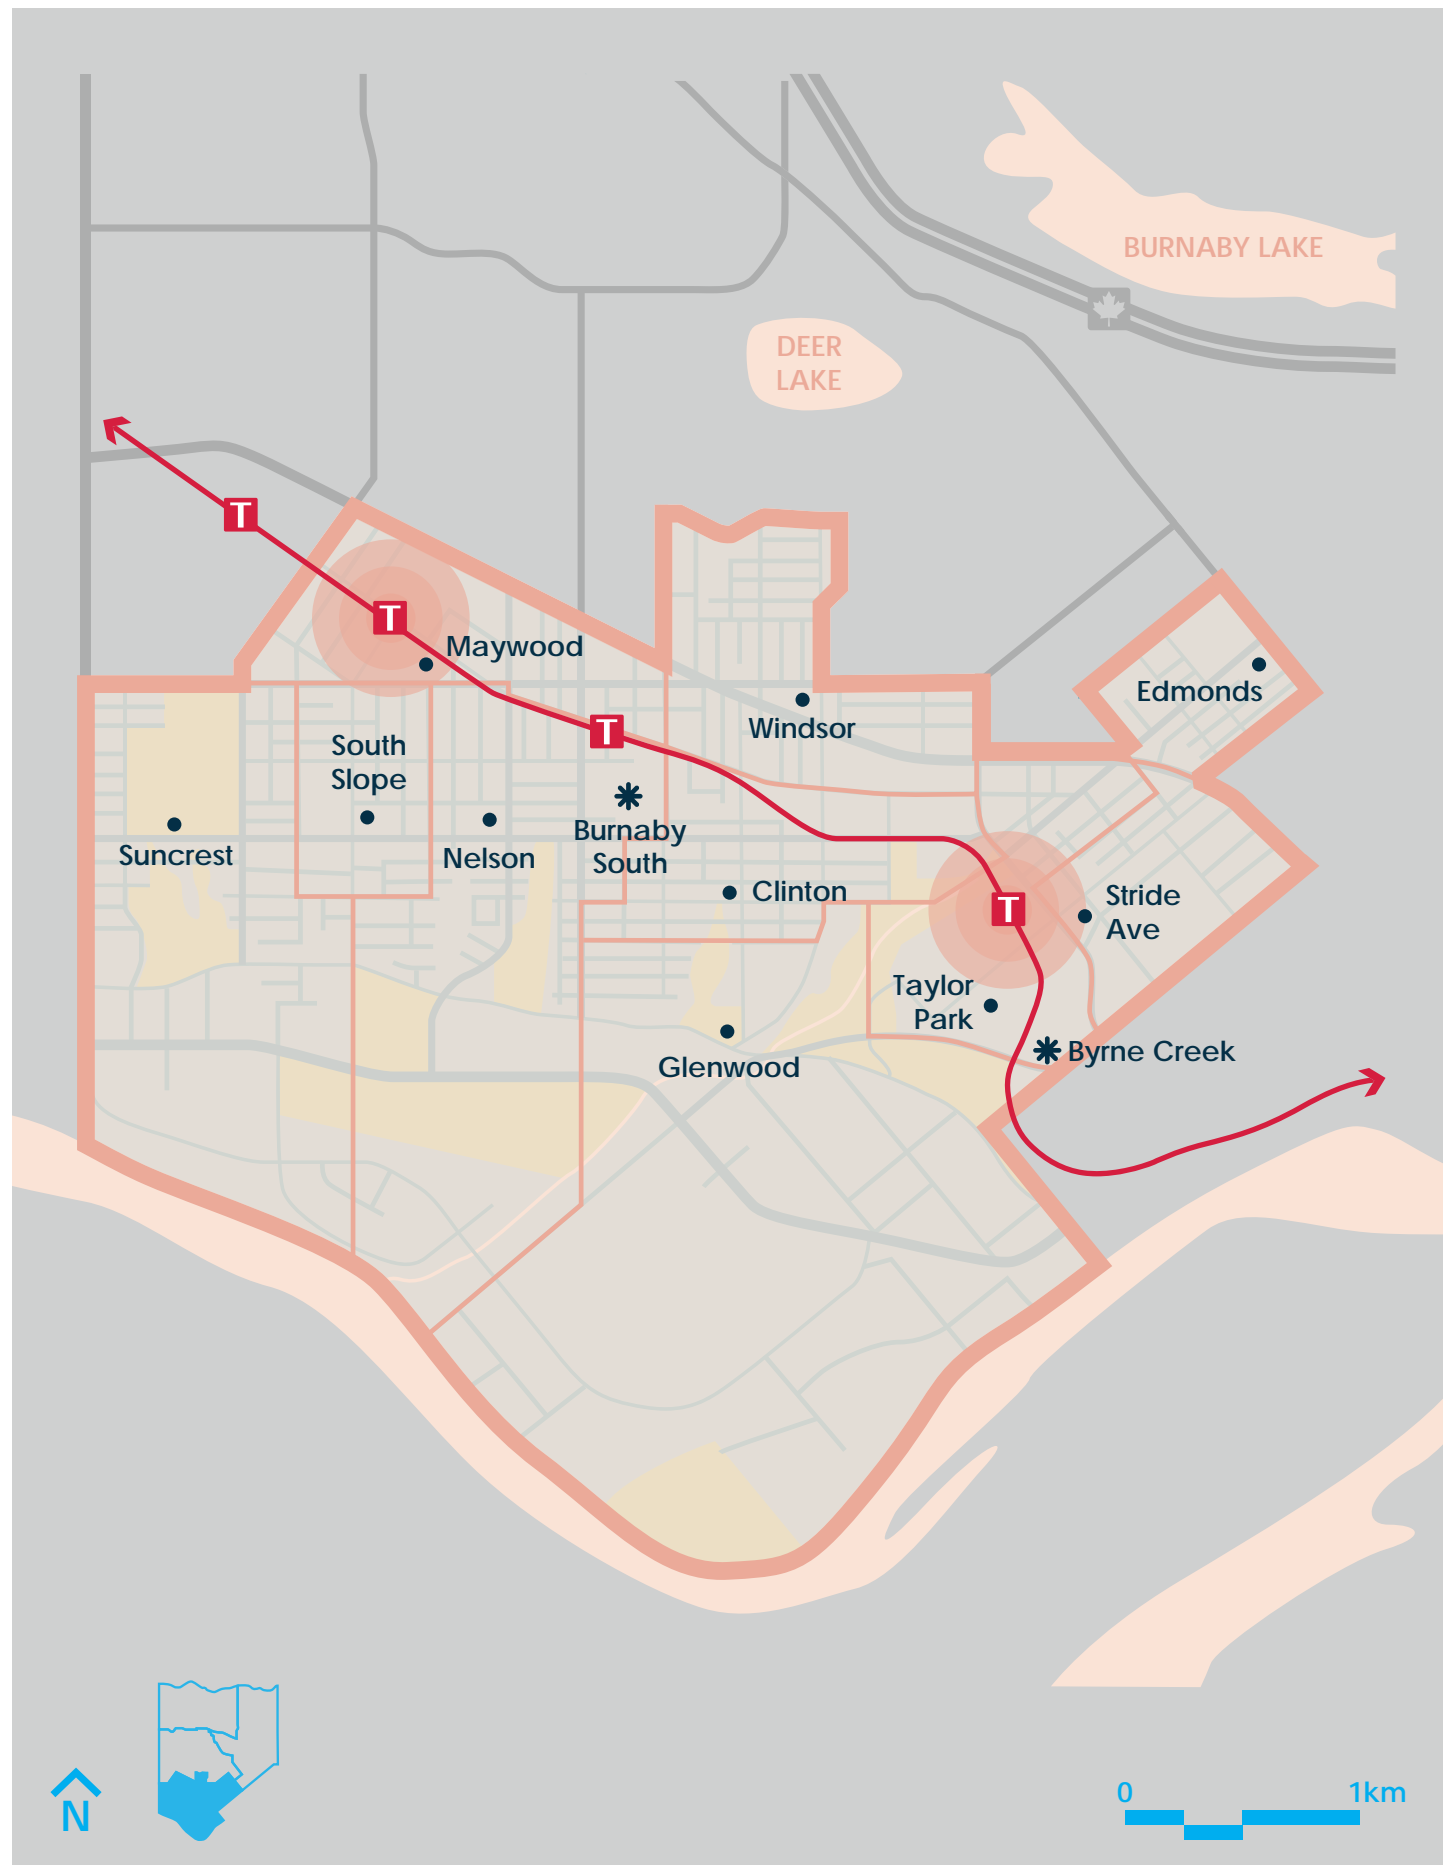 BURNABY LAKE
DEER
LAKE
T
T
Maywood
Edmonds
T
Windsor
South
Slope
Burnaby
South
Suncrest
Nelson
Clinton
T
Stride
Ave
Taylor
Park
Byrne Creek
Glenwood
N
0
1km